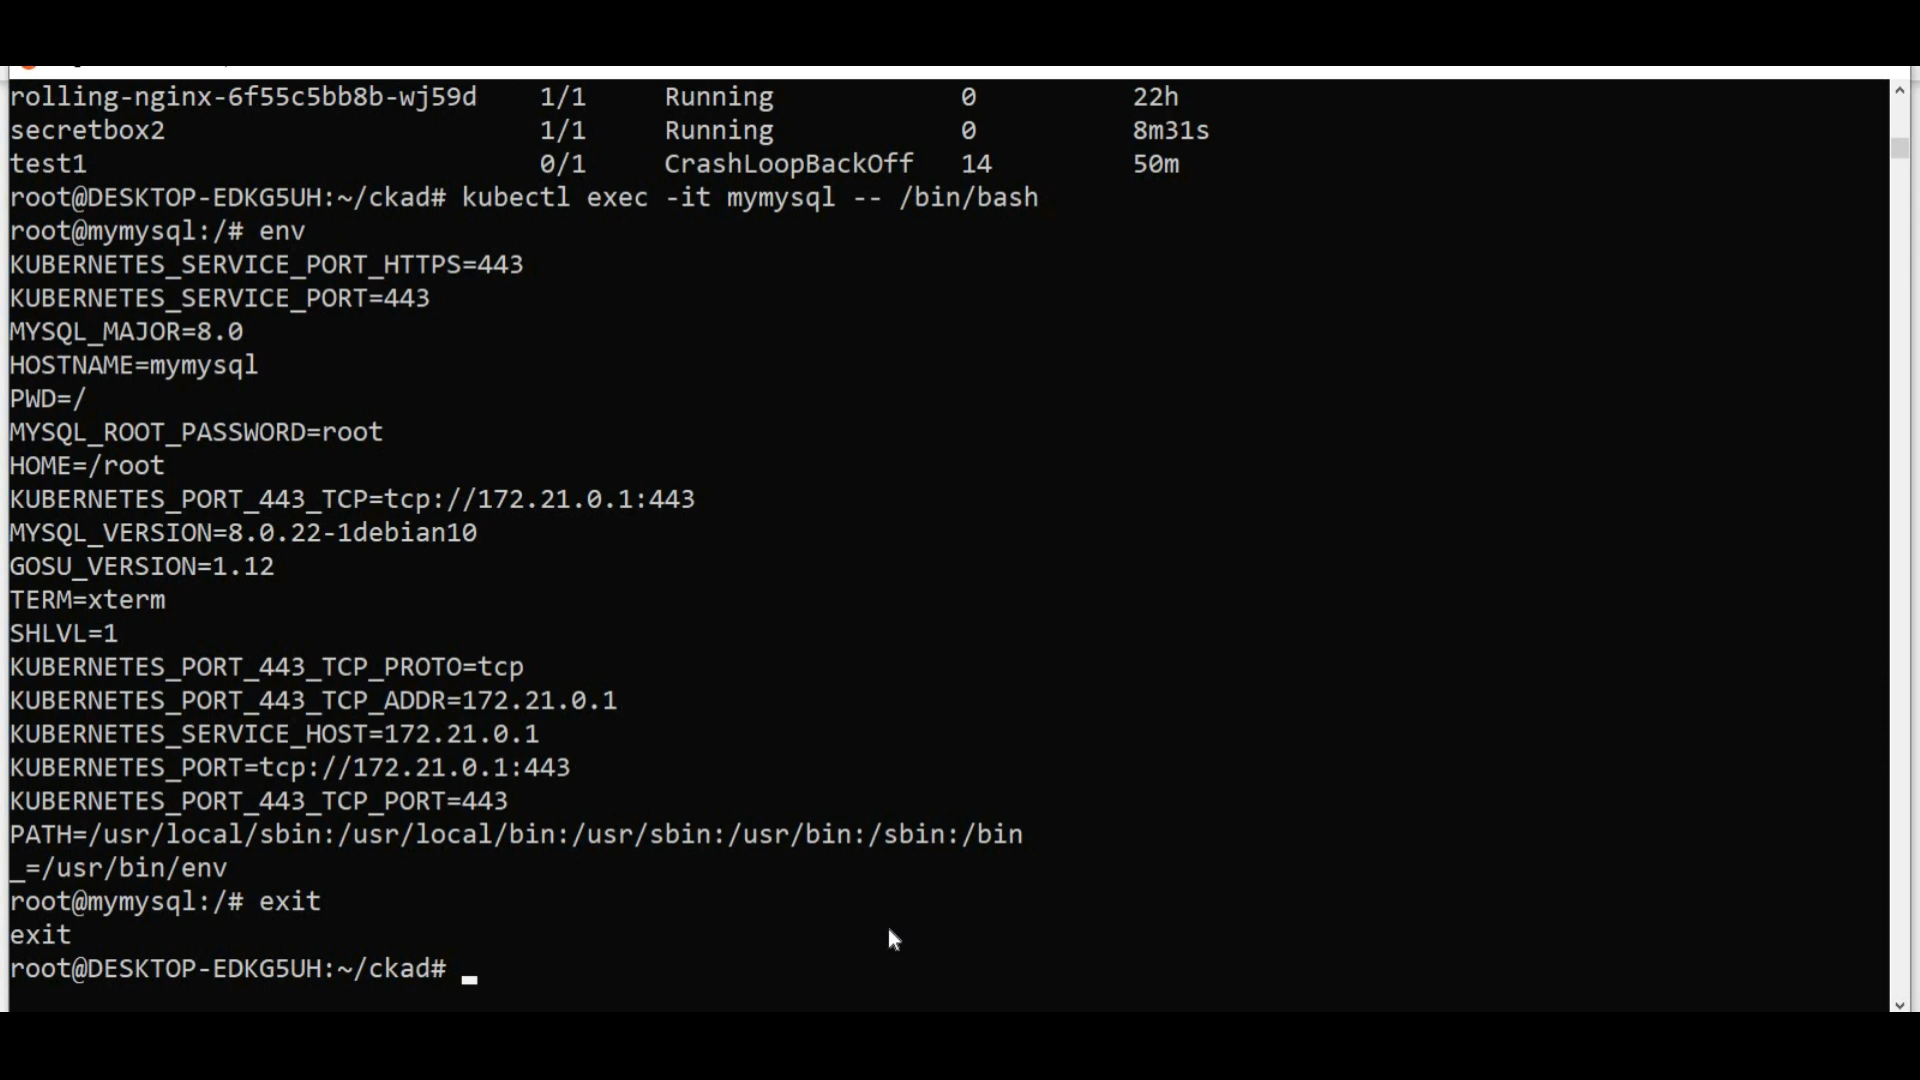 rolling-nginx-6f55c5bb8b-wj59d 1/1 Running 0 22h
secretbox2 1/1 Running 0 8m31s
test1 0/1 CrashLoopBackOff 14 50m
root@DESKTOP-EDKG5UH:~/ckad# kubectl exec -it mymysql -- /bin/bash
root@mymysql:/# env
KUBERNETES_SERVICE_PORT_HTTPS=443
KUBERNETES_SERVICE_PORT=443
MYSQL_MAJOR=8.0
HOSTNAME=mymysql
PWD=/
MYSQL_ROOT_PASSWORD=root
HOME=/root
KUBERNETES_PORT_443_TCP=tcp://172.21.0.1:443
MYSQL_VERSION=8.0.22-1debian10
GOSU_VERSION=1.12
TERM=xterm
SHLVL=1
KUBERNETES_PORT_443_TCP_PROTO=tcp
KUBERNETES_PORT_443_TCP_ADDR=172.21.0.1
KUBERNETES_SERVICE_HOST=172.21.0.1
KUBERNETES_PORT=tcp://172.21.0.1:443
KUBERNETES_PORT_443_TCP_PORT=443
PATH=/usr/local/sbin:/usr/local/bin:/usr/sbin:/usr/bin:/sbin:/bin
_=/usr/bin/env
root@mymysql:/# exit
exit
root@DESKTOP-EDKG5UH:~/ckad#